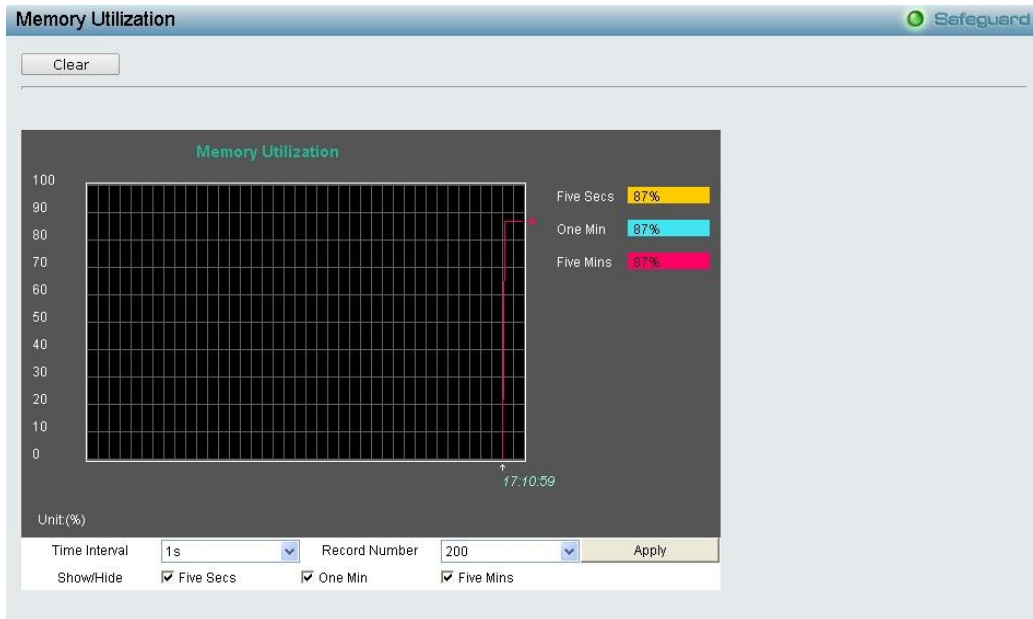 Memory Utilization
Safeguard
Clear
Memory Utilization
100
90
80
70
60
50
40
30
20
10
0
Five Secs 87%
One Min 87%
Five Mins 87%
17:10:59
Unit:(%)
Time Interval 1s Record Number 200 Apply
Show/Hide Five Secs One Min Five Mins